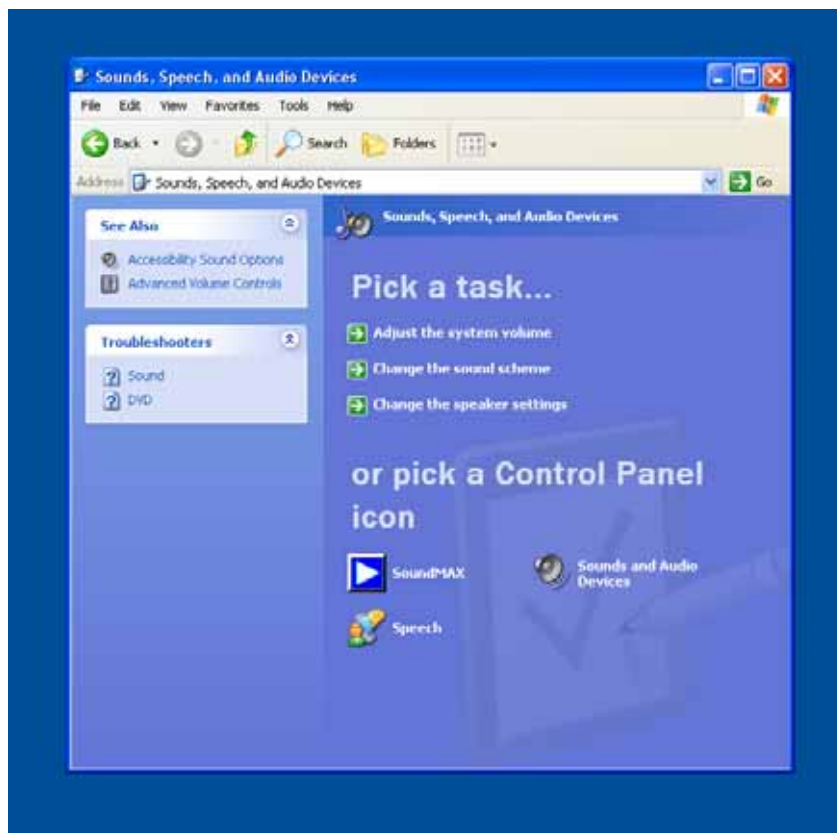 Sounds, Speech, and Audio Devices
File Edit View Favorites Tools Help
Back Search Folders
Address Sounds, Speech, and Audio Devices Go
See Also
Accessibility Sound Options
Advanced Volume Controls
Troubleshooters
Sound
DVD
Sounds, Speech, and Audio Devices
Pick a task...
Adjust the system volume
Change the sound scheme
Change the speaker settings
or pick a Control Panel
icon
SoundMAX
Sounds and Audio
Devices
Speech